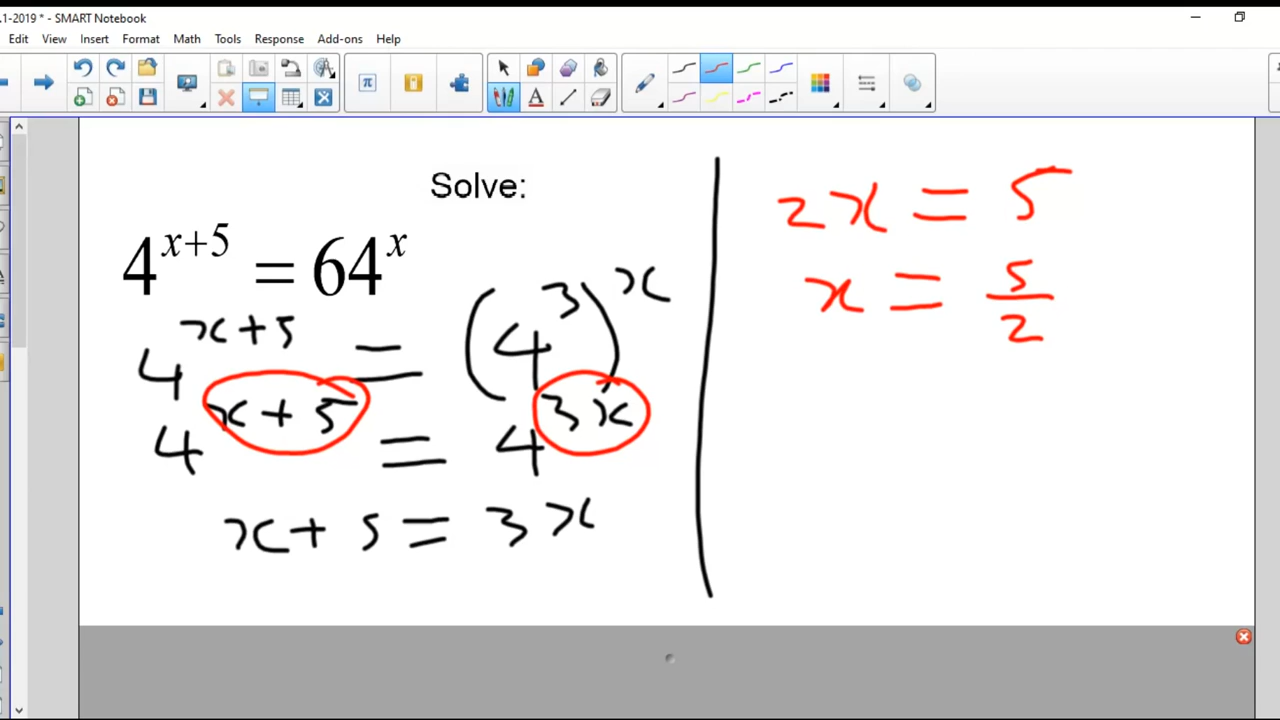 .1-2019 * - SMART Notebook
Edit View Insert Format Math Tools Response Add-ons Help
Solve:
4^{x+5} = 64^x
4^{x+5} = (4^3)^x
4^{x+5} = 4^{3x}
x+5 = 3x
2x = 5
x = 5/2